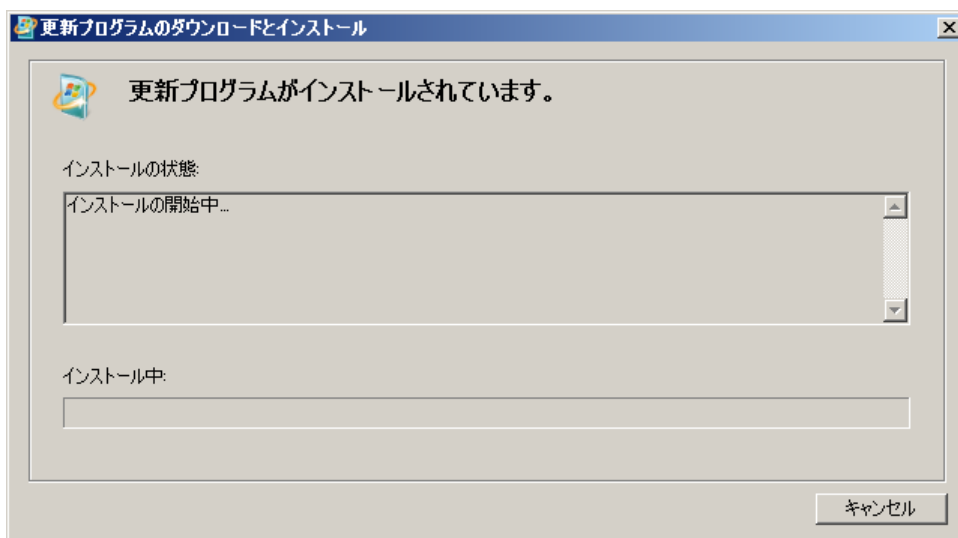 更新プログラムのダウンロードとインストール
更新プログラムがインストールされています。
インストールの状態:
インストールの開始中...
インストール中:
キャンセル